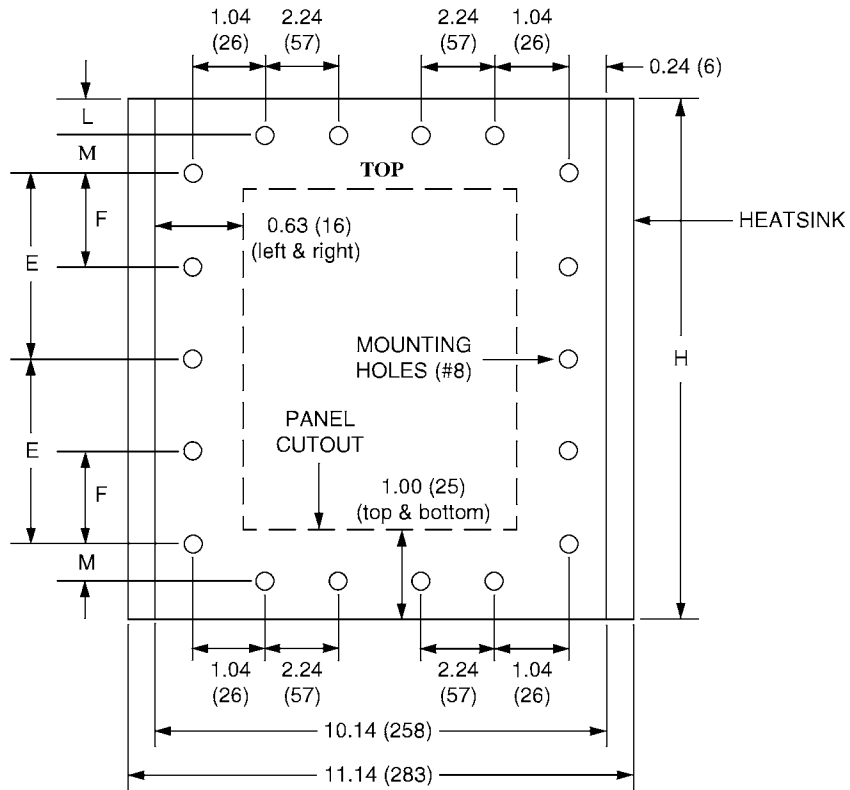 1.04 2.24 2.24 1.04
(26) (57) (57) (26)
0.24 (6)
L
M
TOP
F
0.63 (16)
(left & right)
HEATSINK
E
MOUNTING
HOLES (#8)
H
PANEL
CUTOUT
E
1.00 (25)
(top & bottom)
F
M
1.04 2.24 2.24 1.04
(26) (57) (57) (26)
10.14 (258)
11.14 (283)